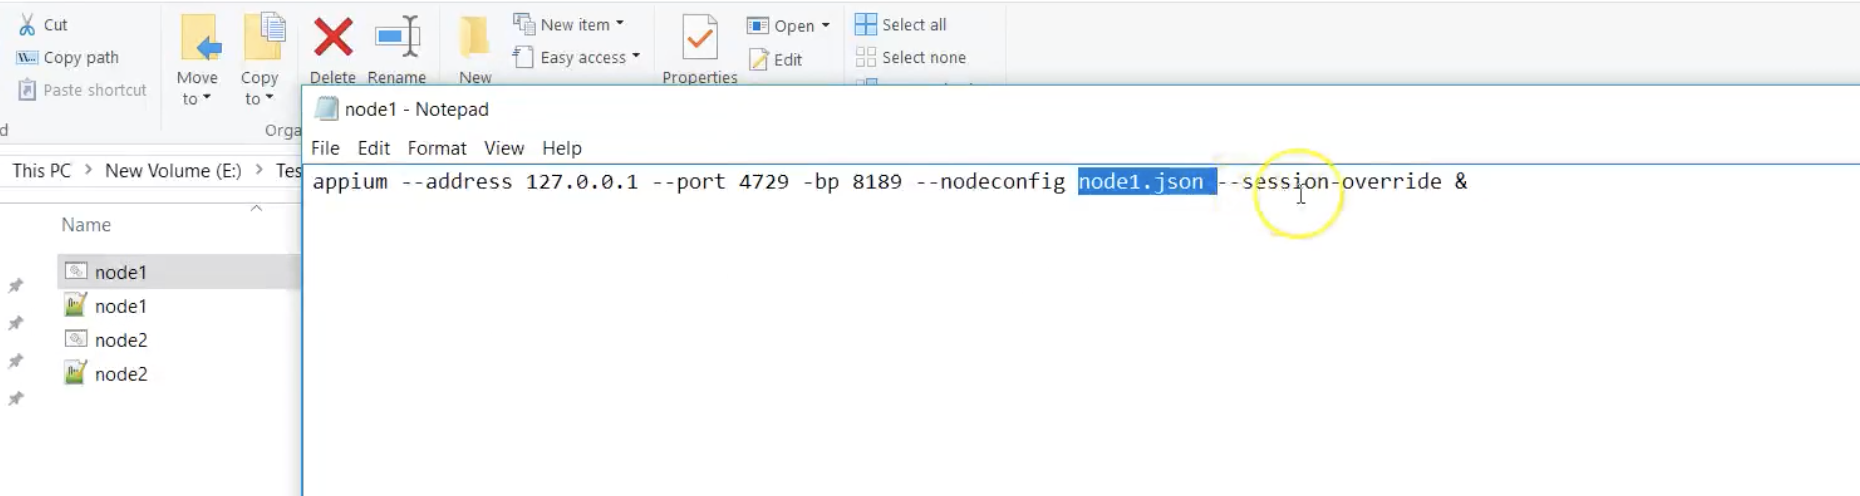 Cut
Copy path
Paste shortcut
Move to
Copy to
Delete
Rename
New
New item
Easy access
Properties
Open
Edit
Select all
Select none
d
Orga
node1 - Notepad
File Edit Format View Help
This PC > New Volume (E:) > Tes
appium --address 127.0.0.1 --port 4729 -bp 8189 --nodeconfig node1.json --session-override &
Name
node1
node1
node2
node2